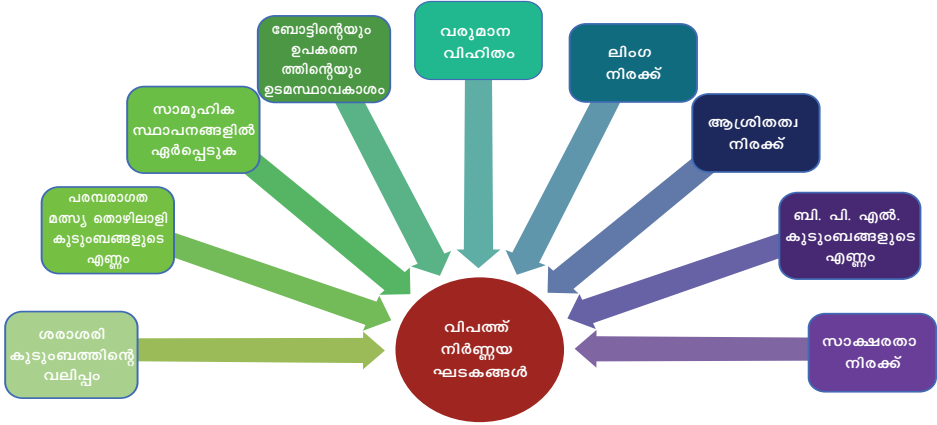 ശരാശരി
കുടുംബത്തിന്റെ
വലിപ്പം
പരമ്പരാഗത
മത്സ്യ തൊഴിലാളി
കുടുംബങ്ങളുടെ
എണ്ണം
സാമൂഹിക
സ്ഥാപനങ്ങളിൽ
ഏർപ്പെടുക
ബോട്ടിന്റെയും
ഉപകരണ
ത്തിന്റെയും
ഉടമസ്ഥാവകാശം
വരുമാന
വിഹിതം
ലിംഗ
നിരക്ക്
ആശ്രിതത്വ
നിരക്ക്
ബി. പി. എൽ.
കുടുംബങ്ങളുടെ
എണ്ണം
സാക്ഷരതാ
നിരക്ക്
വിപത്ത്
നിർണ്ണയ
ഘടകങ്ങൾ